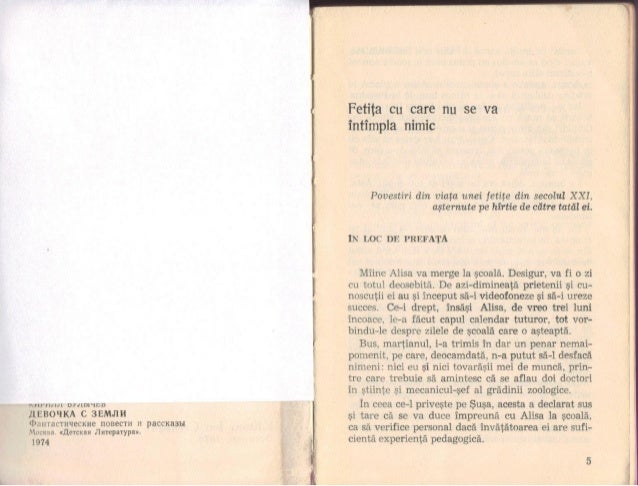 КИРИЛЛ БУЛЫЧЕВ
ДЕВОЧКА С ЗЕМЛИ
Фантастические повести и рассказы
Москва. «Детская Литература».
1974
Fetița cu care nu se va
întîmpla nimic
Povestiri din viața unei fetițe din secolul XXI,
așternute pe hîrtie de către tatăl ei.
ÎN LOC DE PREFAȚĂ
Mîine Alisa va merge la școală. Desigur, va fi o zi
cu totul deosebită. De azi-dimineață prietenii și cu-
noscuții ei au și început să-i videofoneze și să-i ureze
succes. Ce-i drept, însăși Alisa, de vreo trei luni
încoace, le-a făcut capul calendar tuturor, tot vor-
bindu-le despre zilele de școală care o așteaptă.
Bus, marțianul, i-a trimis în dar un penar nemai-
pomenit, pe care, deocamdată, n-a putut să-l desfacă
nimeni: nici eu și nici tovarășii mei de muncă, prin-
tre care trebuie să amintesc că se aflau doi doctori
în științe și mecanicul-șef al grădinii zoologice.
În ceea ce-l privește pe Șușa, acesta a declarat sus
și tare că se va duce împreună cu Alisa la școală,
ca să verifice personal dacă învățătoarea ei are sufi-
cientă experiență pedagogică.
5